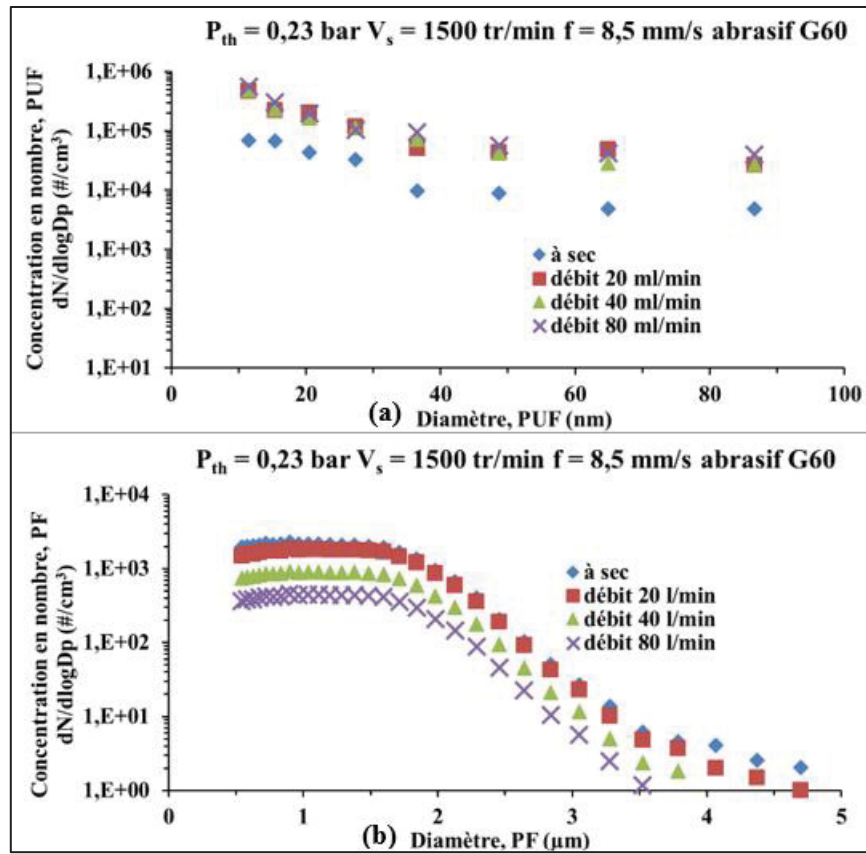 P_th = 0,23 bar V_s = 1500 tr/min f = 8,5 mm/s abrasif G60
Concentration en nombre, PUF
dN/dlogDp (#/cm³)
1,E+06
1,E+05
1,E+04
1,E+03
1,E+02
1,E+01
à sec
débit 20 ml/min
débit 40 ml/min
débit 80 ml/min
0 20 40 60 80 100
(a)
Diamètre, PUF (nm)
P_th = 0,23 bar V_s = 1500 tr/min f = 8,5 mm/s abrasif G60
Concentration en nombre, PF
dN/dlogDp (#/cm³)
1,E+04
1,E+03
1,E+02
1,E+01
1,E+00
à sec
débit 20 l/min
débit 40 l/min
débit 80 l/min
0 1 2 3 4 5
(b)
Diamètre, PF (µm)